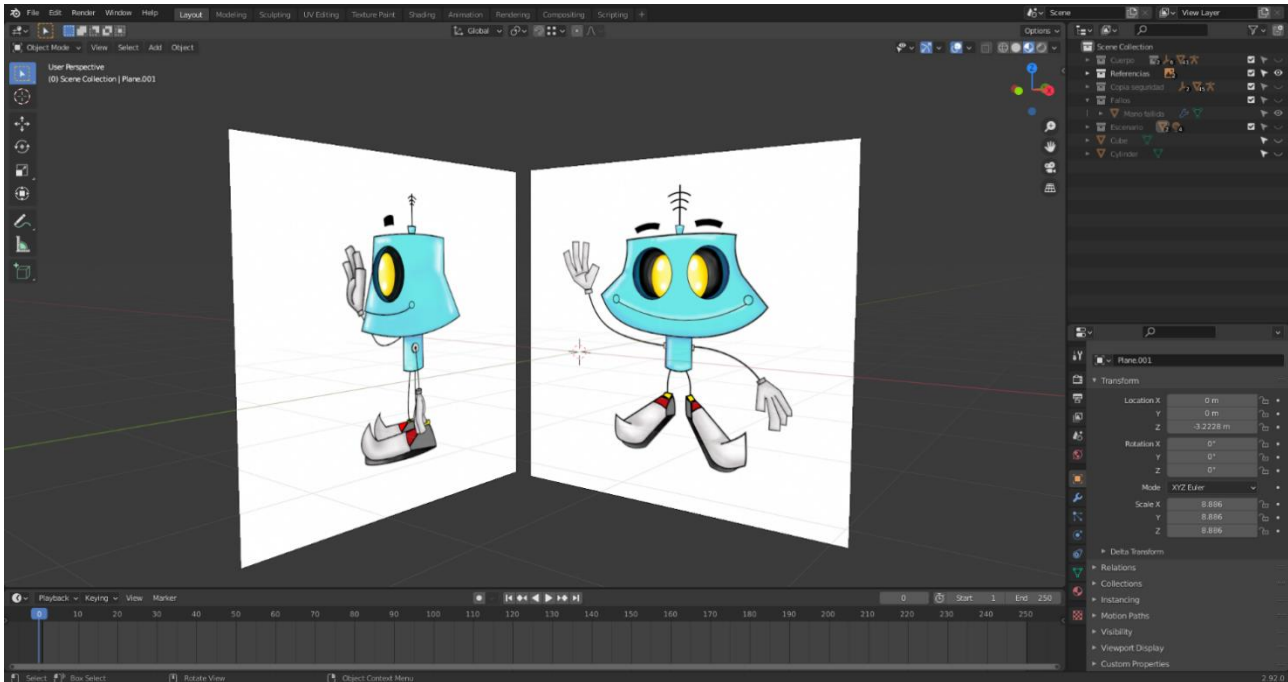 File Edit Render Window Help Layout Modeling Sculpting UV Editing Texture Paint Shading Animation Rendering Compositing Scripting + Scene View Layer
Global Options
Object Mode View Select Add Object
User Perspective
(0) Scene Collection | Plane.001
Z
Scene Collection
Cuerpo
Referencias
Copia seguridad
Fallos
Mano fallida
Escenario
Cube
Cylinder
Plane.001
Transform
Location X 0 m
Y 0 m
Z -3.2228 m
Rotation X 0°
Y 0°
Z 0°
Mode XYZ Euler
Scale X 8.886
Y 8.886
Z 8.886
Delta Transform
Relations
Collections
Instancing
Motion Paths
Visibility
Viewport Display
Custom Properties
Playback Keying View Marker 0 Start 1 End 250
0 10 20 30 40 50 60 70 80 90 100 110 120 130 140 150 160 170 180 190 200 210 220 230 240 250
Select Box Select Rotate View Object Context Menu 2.92.0